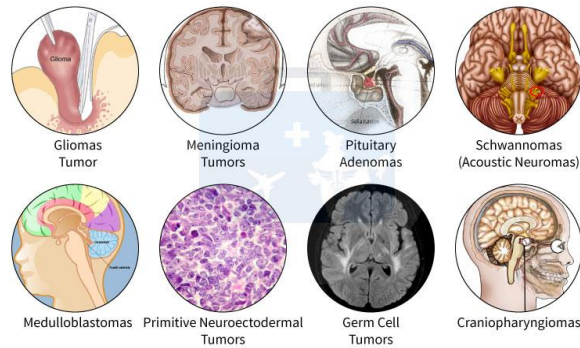 Glioma
Gliomas
Tumor
Meningioma
Tumors
Pituitary
Adenomas
Schwannomas
(Acoustic Neuromas)
Medulloblastomas
Primitive Neuroectodermal
Tumors
Germ Cell
Tumors
Craniopharyngiomas